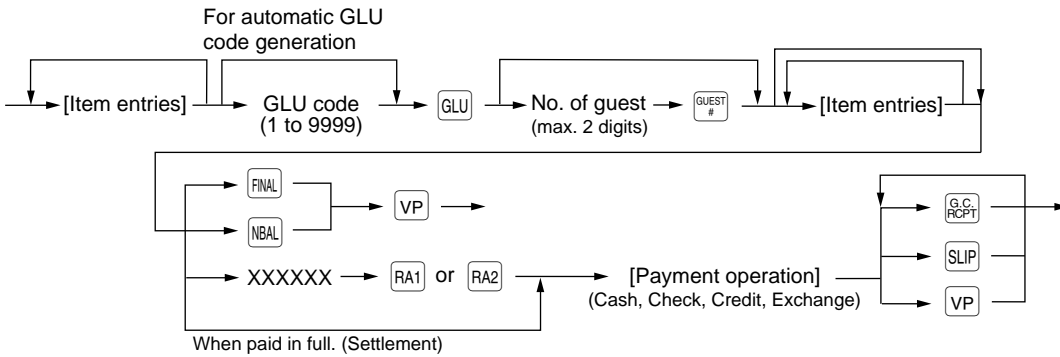 For automatic GLU
code generation
[Item entries]
GLU code
(1 to 9999)
GLU
No. of guest
(max. 2 digits)
GUEST
#
[Item entries]
FINAL
NBAL
VP
XXXXXX
RA1 or RA2
[Payment operation]
(Cash, Check, Credit, Exchange)
G.C.
RCPT
SLIP
VP
When paid in full. (Settlement)